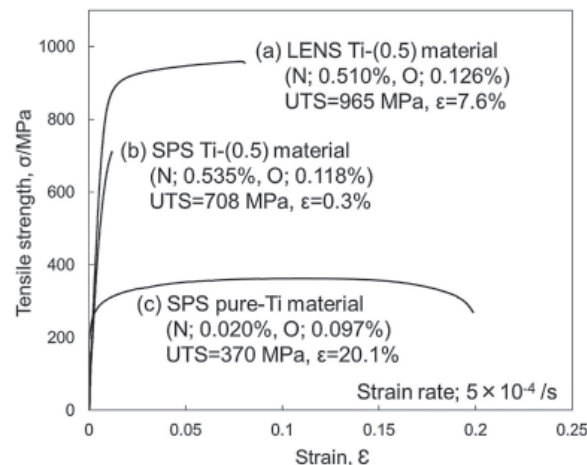 Tensile strength, σ/MPa
1000
800
600
400
200
0
(a) LENS Ti-(0.5) material
(N; 0.510%, O; 0.126%)
UTS=965 MPa, ε=7.6%
(b) SPS Ti-(0.5) material
(N; 0.535%, O; 0.118%)
UTS=708 MPa, ε=0.3%
(c) SPS pure-Ti material
(N; 0.020%, O; 0.097%)
UTS=370 MPa, ε=20.1%
Strain rate; 5×10⁻⁴ /s
0 0.05 0.1 0.15 0.2 0.25
Strain, ε